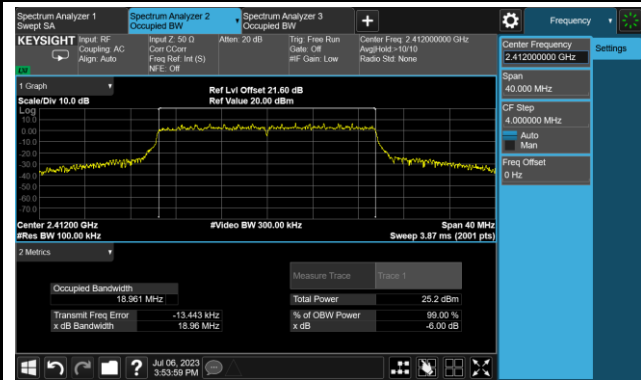 Spectrum Analyzer 1
Swept SA
Spectrum Analyzer 2
Occupied BW
Spectrum Analyzer 3
Occupied BW
+
Frequency
KEYSIGHT
Input: RF
Coupling: AC
Align: Auto
Input Z: 50 Ω
Corr CCorr
Freq Ref: Int (S)
NFE: Off
Atten: 20 dB
Trig: Free Run
Gate: Off
#IF Gain: Low
Center Freq: 2.412000000 GHz
Avg|Hold:>10/10
Radio Std: None
Center Frequency
2.412000000 GHz
Settings
Span
40.000 MHz
CF Step
4.000000 MHz
Auto
Man
Freq Offset
0 Hz
1 Graph
Scale/Div 10.0 dB
Ref Lvl Offset 21.60 dB
Ref Value 20.00 dBm
Log
10.0
0.00
-10.0
-20.0
-30.0
-40.0
-50.0
-60.0
-70.0
Center 2.41200 GHz
#Res BW 100.00 kHz
#Video BW 300.00 kHz
Span 40 MHz
Sweep 3.87 ms (2001 pts)
2 Metrics
Measure Trace
Trace 1
Occupied Bandwidth
18.961 MHz
Total Power
25.2 dBm
Transmit Freq Error
-13.443 kHz
% of OBW Power
99.00 %
x dB Bandwidth
18.96 MHz
x dB
-6.00 dB
?
Jul 06, 2023
3:53:59 PM